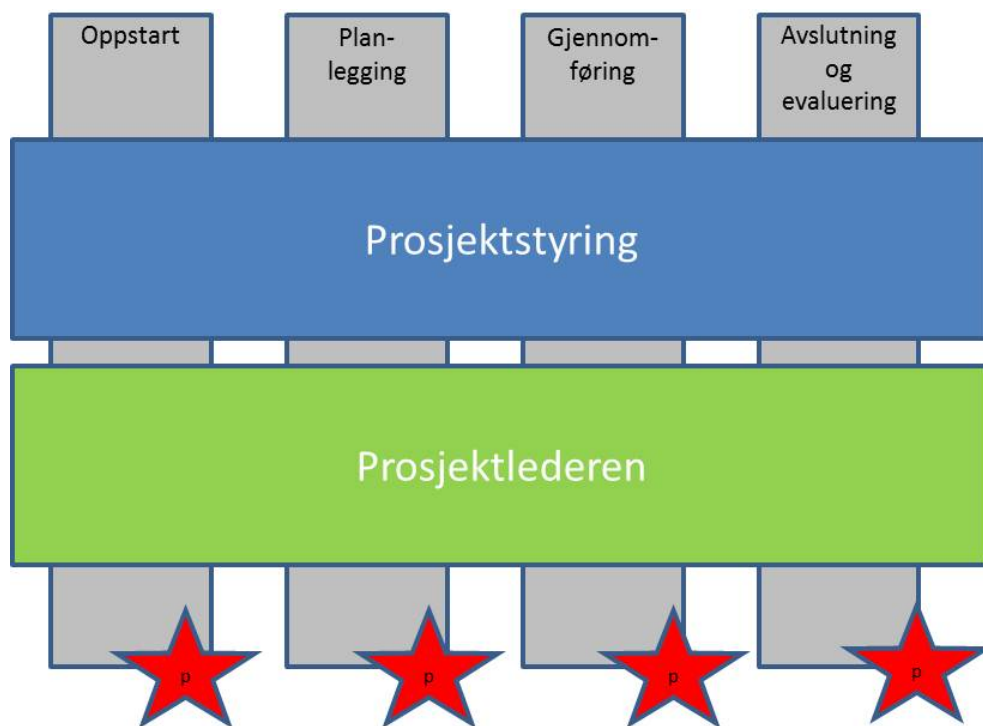 Oppstart
Plan-
legging
Gjennom-
føring
Avslutning
og
evaluering
Prosjektstyring
Prosjektlederen
p
p
p
p